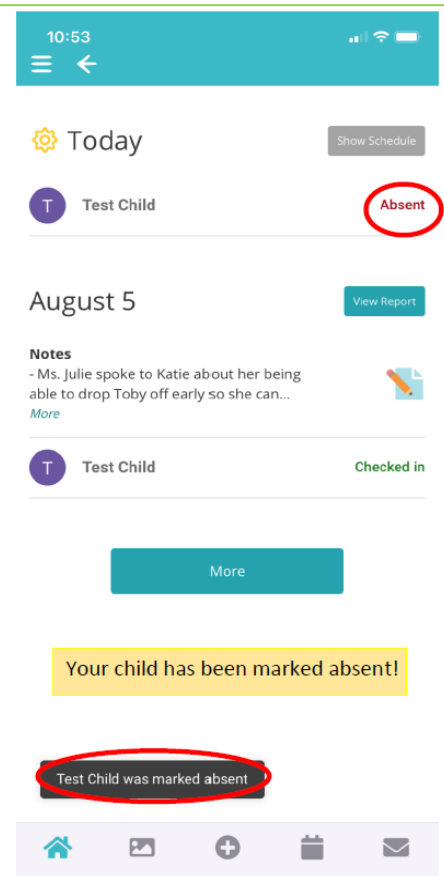 10:53
Today
Show Schedule
T Test Child Absent
August 5
View Report
Notes
- Ms. Julie spoke to Katie about her being
able to drop Toby off early so she can...
More
T Test Child Checked in
More
Your child has been marked absent!
Test Child was marked absent